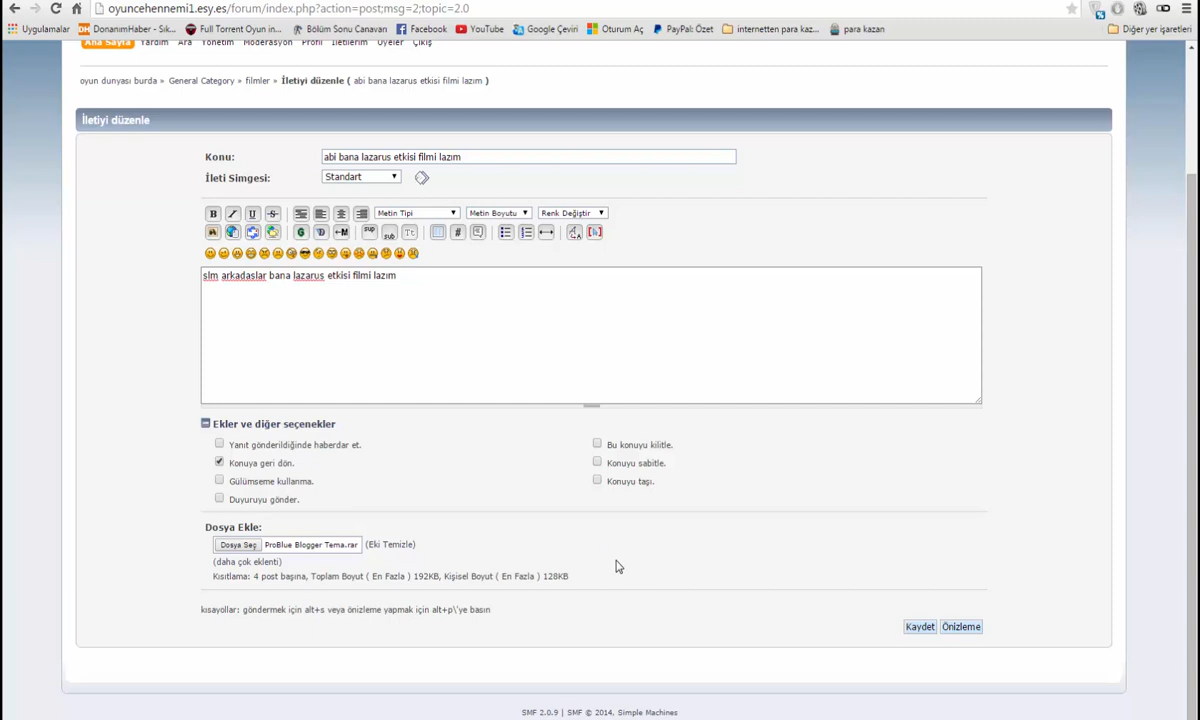 oyuncehennemi1.esy.es/forum/index.php?action=post;msg=2;topic=2.0
Uygulamalar DonanımHaber - Sık... Full Torrent Oyun in... Bölüm Sonu Canavarı Facebook YouTube Google Çeviri Oturum Aç PayPal: Özet internetten para kaz... para kazan Diğer yer işaretleri
Ana Sayfa Yardım Ara Yönetim Moderasyon Profil İletilerim Üyeler Çıkış
oyun dünyası burda » General Category » filmler » İletiyi düzenle ( abi bana lazarus etkisi filmi lazım )
İletiyi düzenle
Konu: abi bana lazarus etkisi filmi lazım
İleti Simgesi: Standart
B I U S Metin Tipi Metin Boyutu Renk Değiştir
G M sup sub Tt #
slm arkadaslar bana lazarus etkisi filmi lazım
Ekler ve diğer seçenekler
Yanıt gönderildiğinde haberdar et. Bu konuyu kilitle.
Konuya geri dön. Konuyu sabitle.
Gülümseme kullanma. Konuyu taşı.
Duyuruyu gönder.
Dosya Ekle:
Dosya Seç ProBlue Blogger Tema.rar (Eki Temizle)
(daha çok eklenti)
Kısıtlama: 4 post başına, Toplam Boyut ( En Fazla ) 192KB, Kişisel Boyut ( En Fazla ) 128KB
kısayollar: göndermek için alt+s veya önizleme yapmak için alt+p\'ye basın
Kaydet Önizleme
SMF 2.0.9 | SMF © 2014, Simple Machines